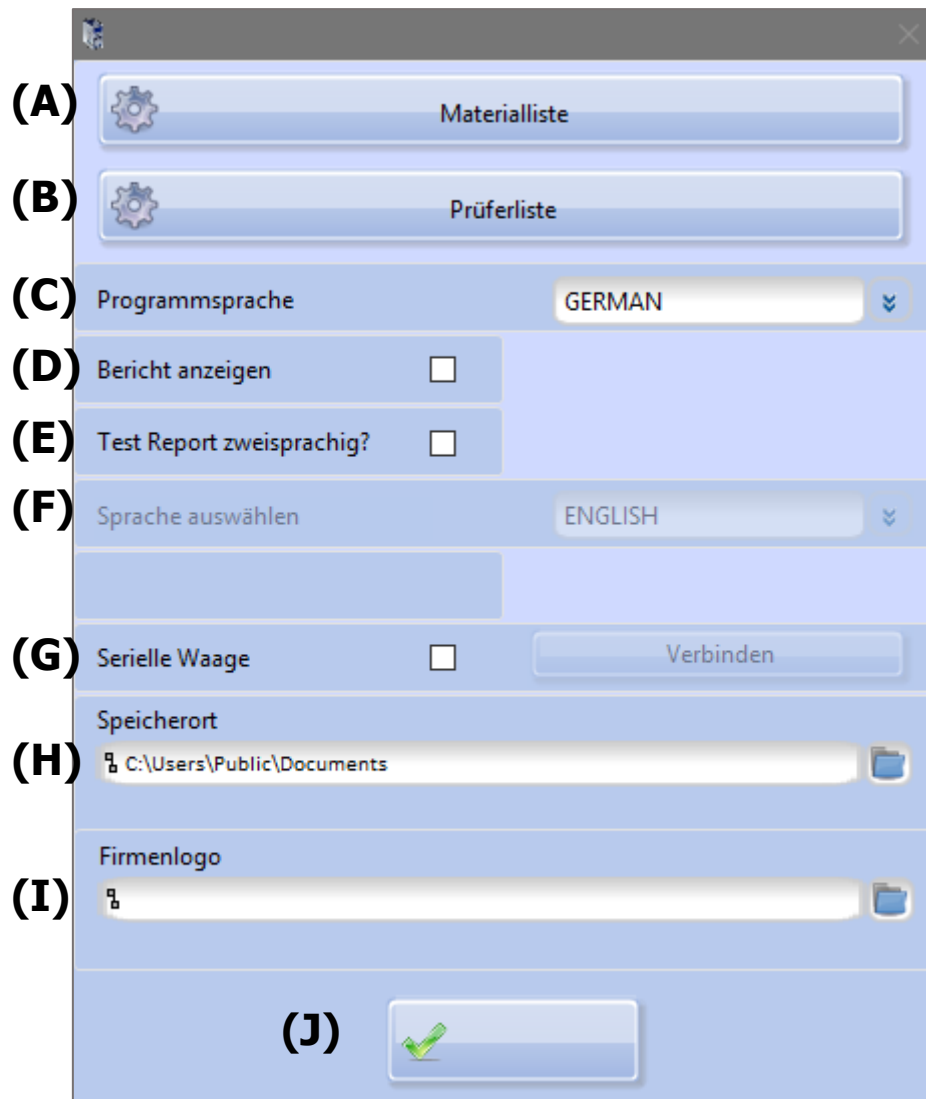 (A) Materialliste
(B) Prüferliste
(C) Programmsprache GERMAN
(D) Bericht anzeigen
(E) Test Report zweisprachig?
(F) Sprache auswählen ENGLISH
(G) Serielle Waage Verbinden
Speicherort
(H) C:\Users\Public\Documents
Firmenlogo
(I)
(J)